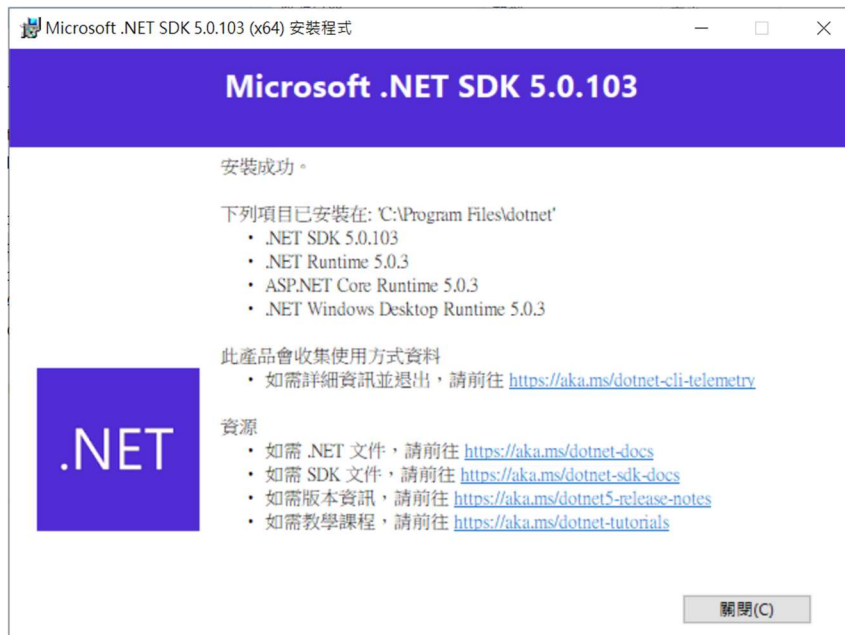 Microsoft .NET SDK 5.0.103 (x64) 安裝程式
Microsoft .NET SDK 5.0.103
安裝成功。
下列項目已安裝在: 'C:\Program Files\dotnet'
• .NET SDK 5.0.103
• .NET Runtime 5.0.3
• ASP.NET Core Runtime 5.0.3
• .NET Windows Desktop Runtime 5.0.3
此產品會收集使用方式資料
• 如需詳細資訊並退出，請前往 https://aka.ms/dotnet-cli-telemetry
.NET
資源
• 如需 .NET 文件，請前往 https://aka.ms/dotnet-docs
• 如需 SDK 文件，請前往 https://aka.ms/dotnet-sdk-docs
• 如需版本資訊，請前往 https://aka.ms/dotnet5-release-notes
• 如需教學課程，請前往 https://aka.ms/dotnet-tutorials
關閉(C)